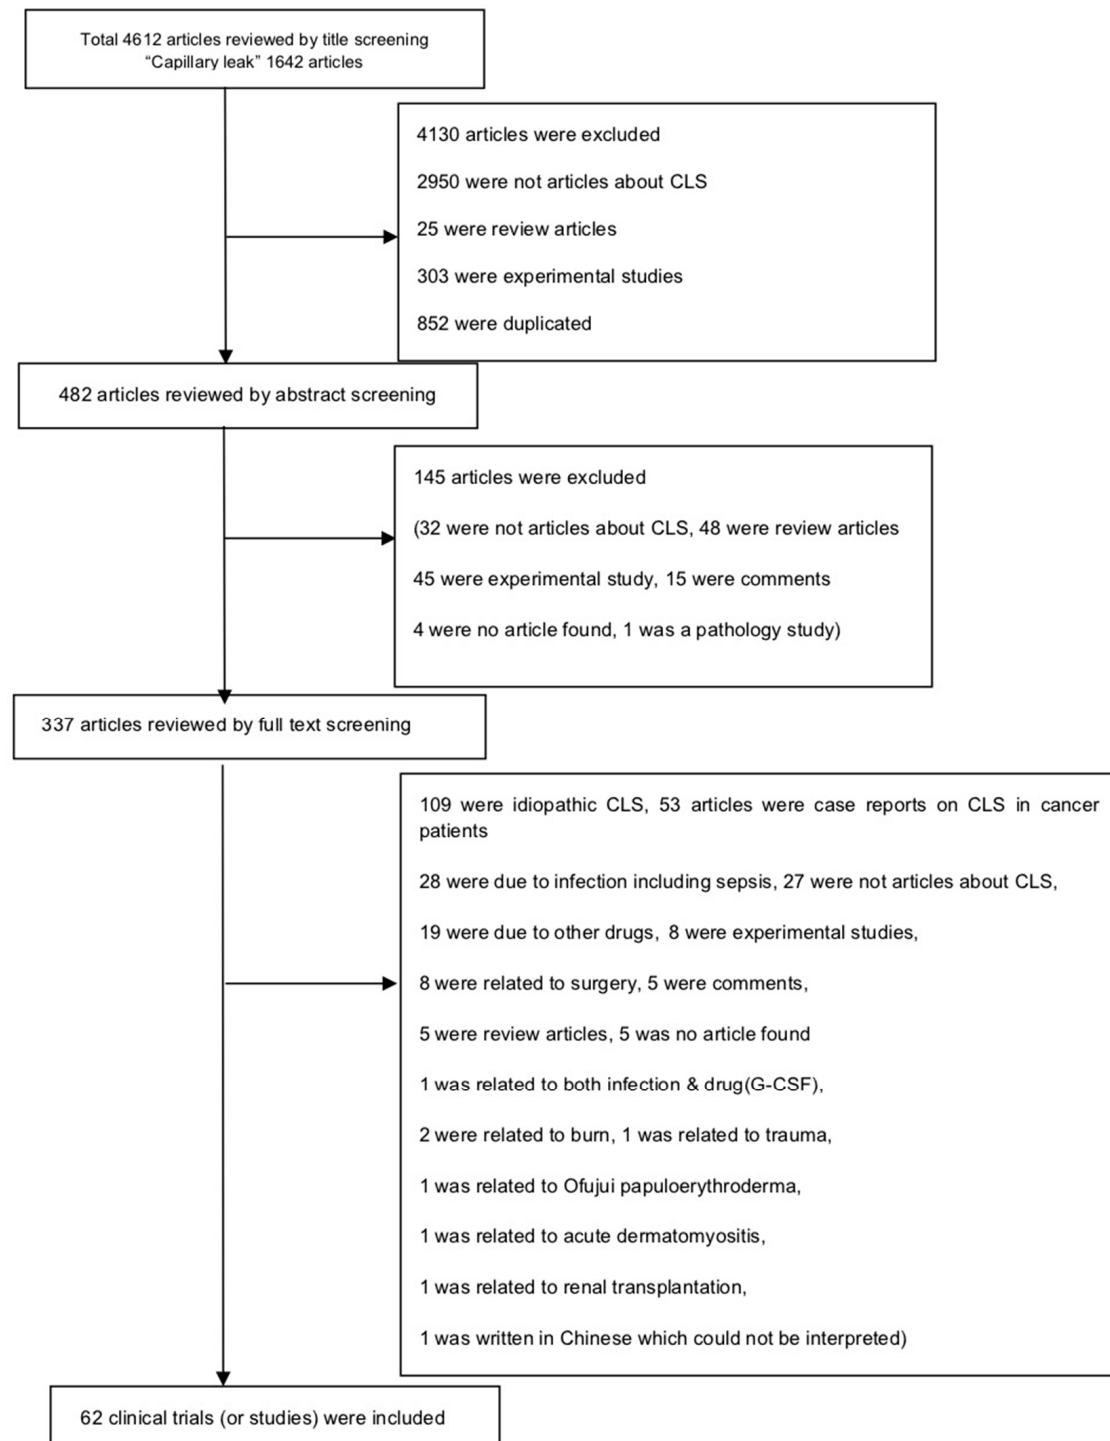 Total 4612 articles reviewed by title screening
“Capillary leak” 1642 articles
4130 articles were excluded
2950 were not articles about CLS
25 were review articles
303 were experimental studies
852 were duplicated
482 articles reviewed by abstract screening
145 articles were excluded
(32 were not articles about CLS, 48 were review articles
45 were experimental study, 15 were comments
4 were no article found, 1 was a pathology study)
337 articles reviewed by full text screening
109 were idiopathic CLS, 53 articles were case reports on CLS in cancer
patients
28 were due to infection including sepsis, 27 were not articles about CLS,
19 were due to other drugs, 8 were experimental studies,
8 were related to surgery, 5 were comments,
5 were review articles, 5 was no article found
1 was related to both infection & drug(G-CSF),
2 were related to burn, 1 was related to trauma,
1 was related to Ofujui papuloerythroderma,
1 was related to acute dermatomyositis,
1 was related to renal transplantation,
1 was written in Chinese which could not be interpreted)
62 clinical trials (or studies) were included